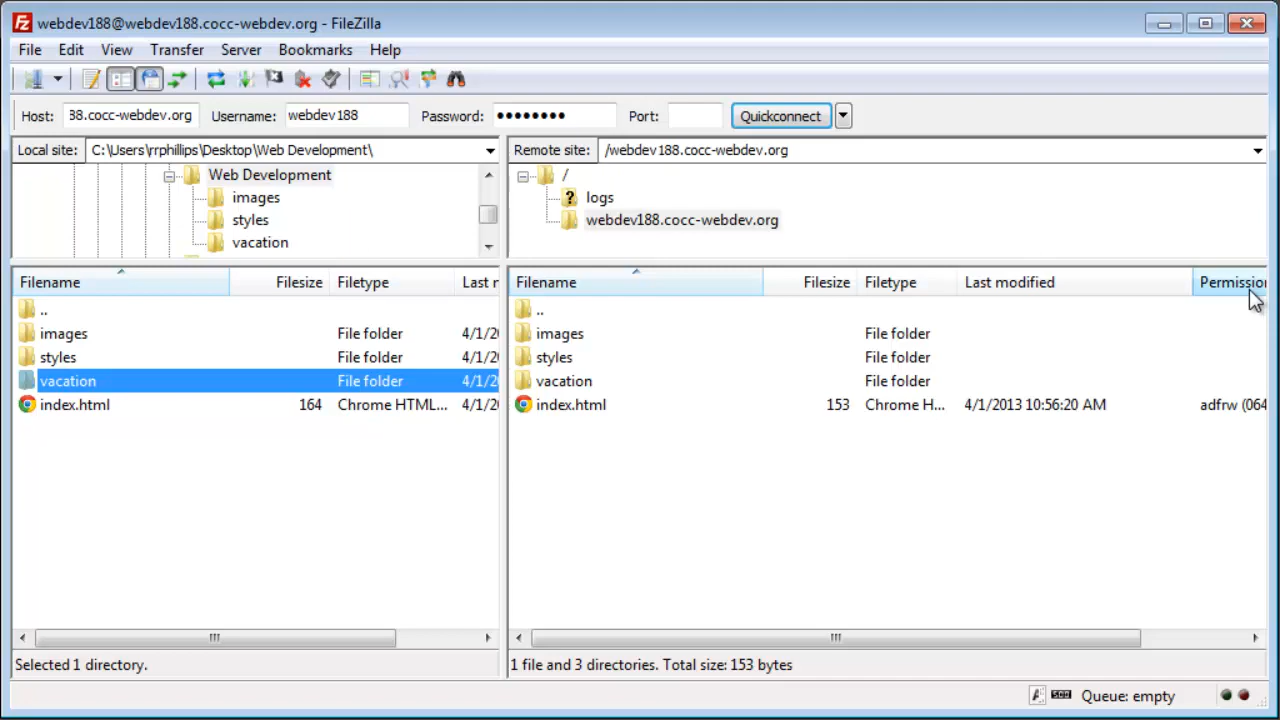 webdev188@webdev188.cocc-webdev.org - FileZilla
File Edit View Transfer Server Bookmarks Help
Host: 38.cocc-webdev.org Username: webdev188 Password: ●●●●●●●● Port: Quickconnect
Local site: C:\Users\rrphillips\Desktop\Web Development\
Remote site: /webdev188.cocc-webdev.org
Web Development
images
styles
vacation
/
? logs
webdev188.cocc-webdev.org
Filename Filesize Filetype Last r
..
images File folder 4/1/20
styles File folder 4/1/20
vacation File folder 4/1/20
index.html 164 Chrome HTML... 4/1/20
Selected 1 directory.
Filename Filesize Filetype Last modified Permission
..
images File folder
styles File folder
vacation File folder
index.html 153 Chrome H... 4/1/2013 10:56:20 AM adfrw (064
1 file and 3 directories. Total size: 153 bytes
Queue: empty